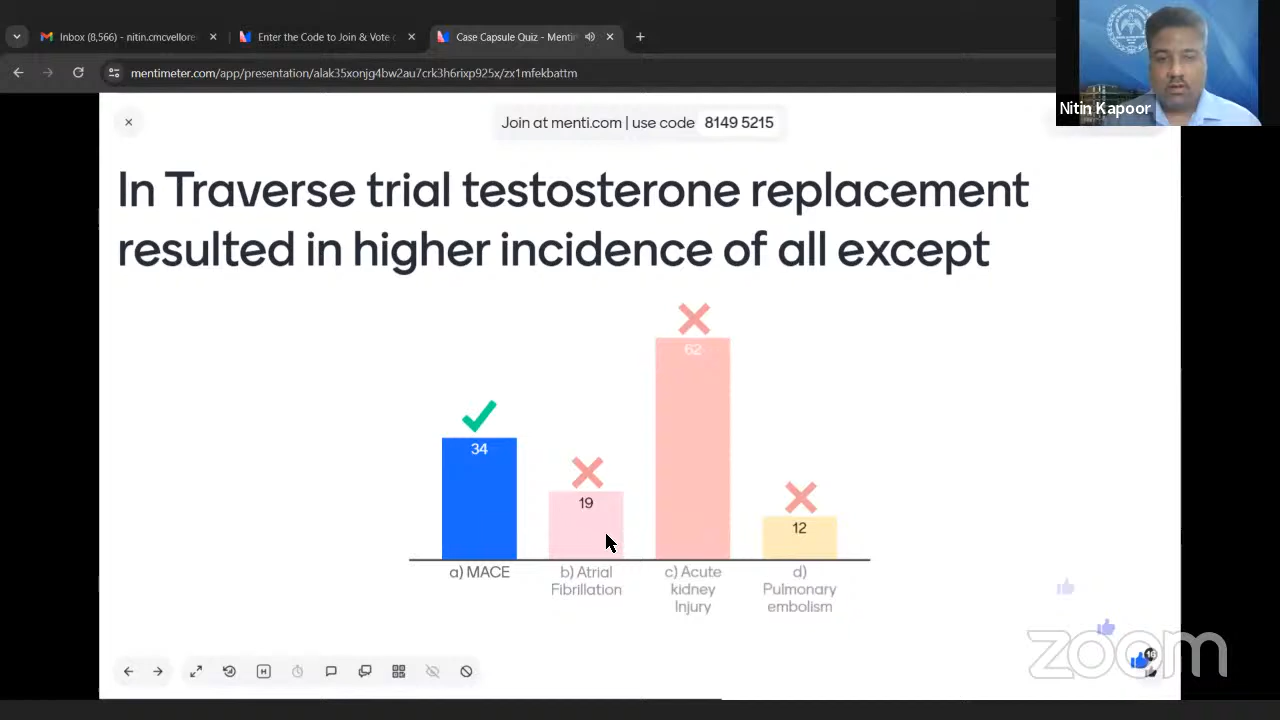 Inbox (8,566) - nitin.cmcvellore
Enter the Code to Join & Vote
Case Capsule Quiz - Menti
mentimeter.com/app/presentation/alak35xonjg4bw2au7crk3h6rixp925x/zx1mfekbattm
Nitin Kapoor
Join at menti.com | use code 8149 5215
In Traverse trial testosterone replacement
resulted in higher incidence of all except
34
19
62
12
a) MACE
b) Atrial
Fibrillation
c) Acute
kidney
Injury
d)
Pulmonary
embolism
H
zoom
16